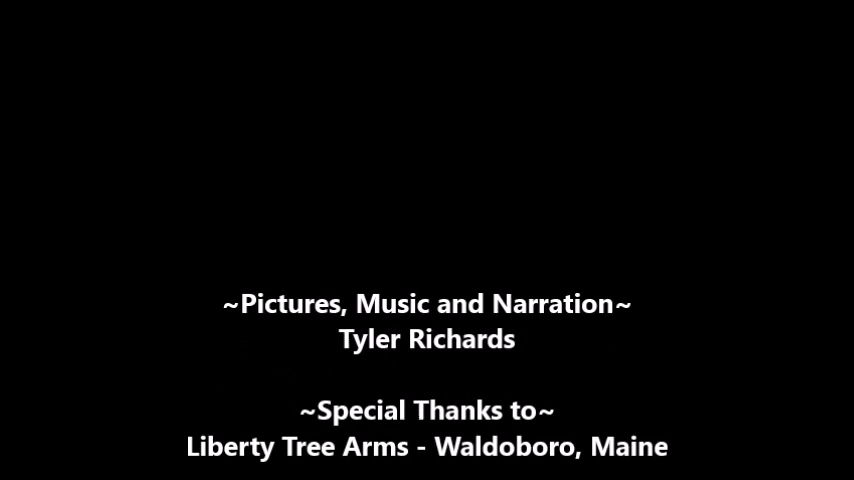 ~Pictures, Music and Narration~
Tyler Richards
~Special Thanks to~
Liberty Tree Arms - Waldoboro, Maine